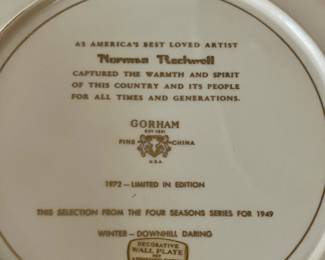 AS AMERICA'S BEST LOVED ARTIST
Norman Rockwell
CAPTURED THE WARMTH AND SPIRIT
OF THIS COUNTRY AND ITS PEOPLE
FOR ALL TIMES AND GENERATIONS.
GORHAM
EST. 1831
FINE CHINA
U.S.A.
1972 — LIMITED IN EDITION
THIS SELECTION FROM THE FOUR SEASONS SERIES FOR 1949
WINTER — DOWNHILL DARING
DECORATIVE
WALL PLATE